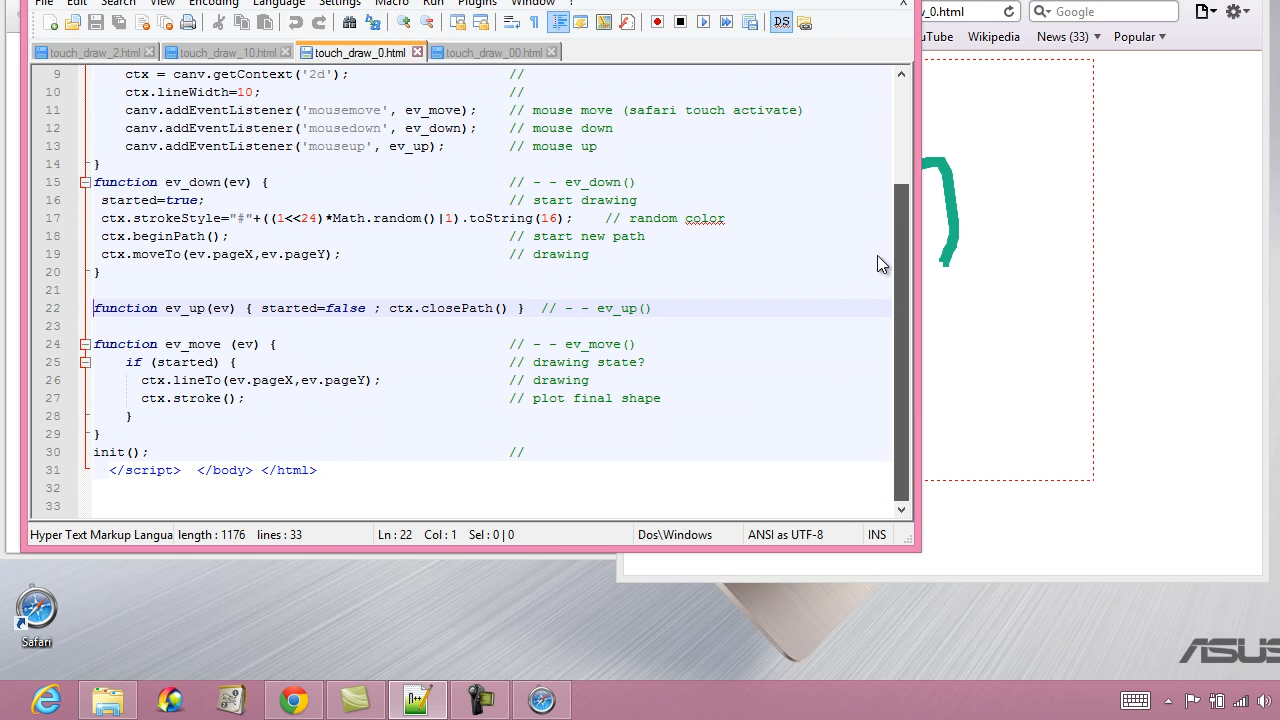 File Edit Search View Encoding Language Settings Macro Run Plugins Window ? X
touch_draw_2.html touch_draw_10.html touch_draw_0.html touch_draw_00.html
_0.html Google
uTube Wikipedia News (33) Popular
9 ctx = canv.getContext('2d'); //
10 ctx.lineWidth=10; //
11 canv.addEventListener('mousemove', ev_move); // mouse move (safari touch activate)
12 canv.addEventListener('mousedown', ev_down); // mouse down
13 canv.addEventListener('mouseup', ev_up); // mouse up
14 }
15 function ev_down(ev) { // - - ev_down()
16 started=true; // start drawing
17 ctx.strokeStyle="#"+((1<<24)*Math.random()|1).toString(16); // random color
18 ctx.beginPath(); // start new path
19 ctx.moveTo(ev.pageX,ev.pageY); // drawing
20 }
21
22 function ev_up(ev) { started=false ; ctx.closePath() } // - - ev_up()
23
24 function ev_move (ev) { // - - ev_move()
25 if (started) { // drawing state?
26 ctx.lineTo(ev.pageX,ev.pageY); // drawing
27 ctx.stroke(); // plot final shape
28 }
29 }
30 init(); //
31 </script> </body> </html>
32
33
Hyper Text Markup Langua length : 1176 lines : 33 Ln : 22 Col : 1 Sel : 0 | 0 Dos\Windows ANSI as UTF-8 INS
Safari
ASUS